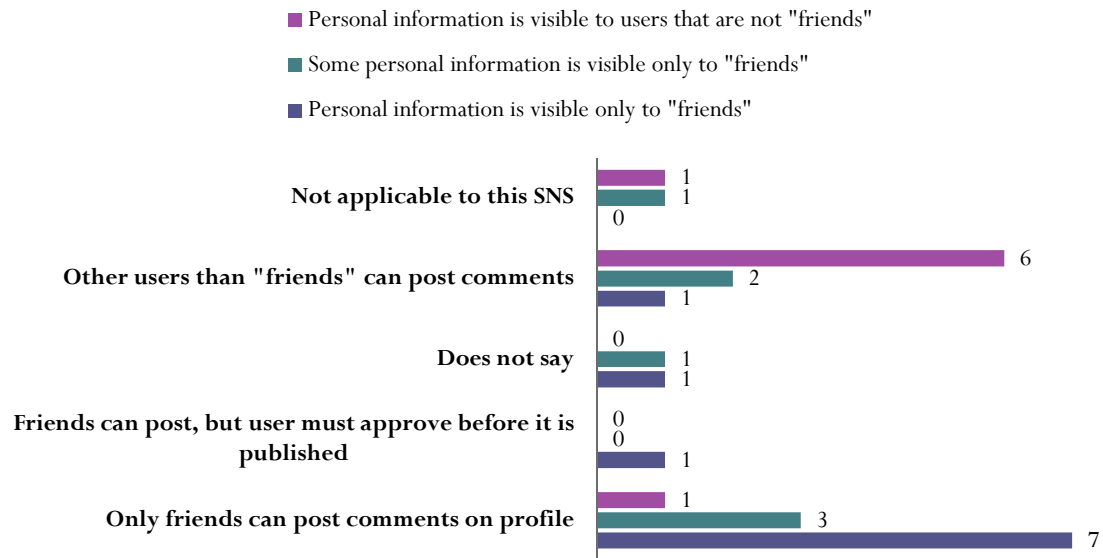 Personal information is visible to users that are not "friends"
Some personal information is visible only to "friends"
Personal information is visible only to "friends"
Not applicable to this SNS
1
1
0
Other users than "friends" can post comments
6
2
1
Does not say
0
1
1
Friends can post, but user must approve before it is
published
0
0
1
Only friends can post comments on profile
1
3
7